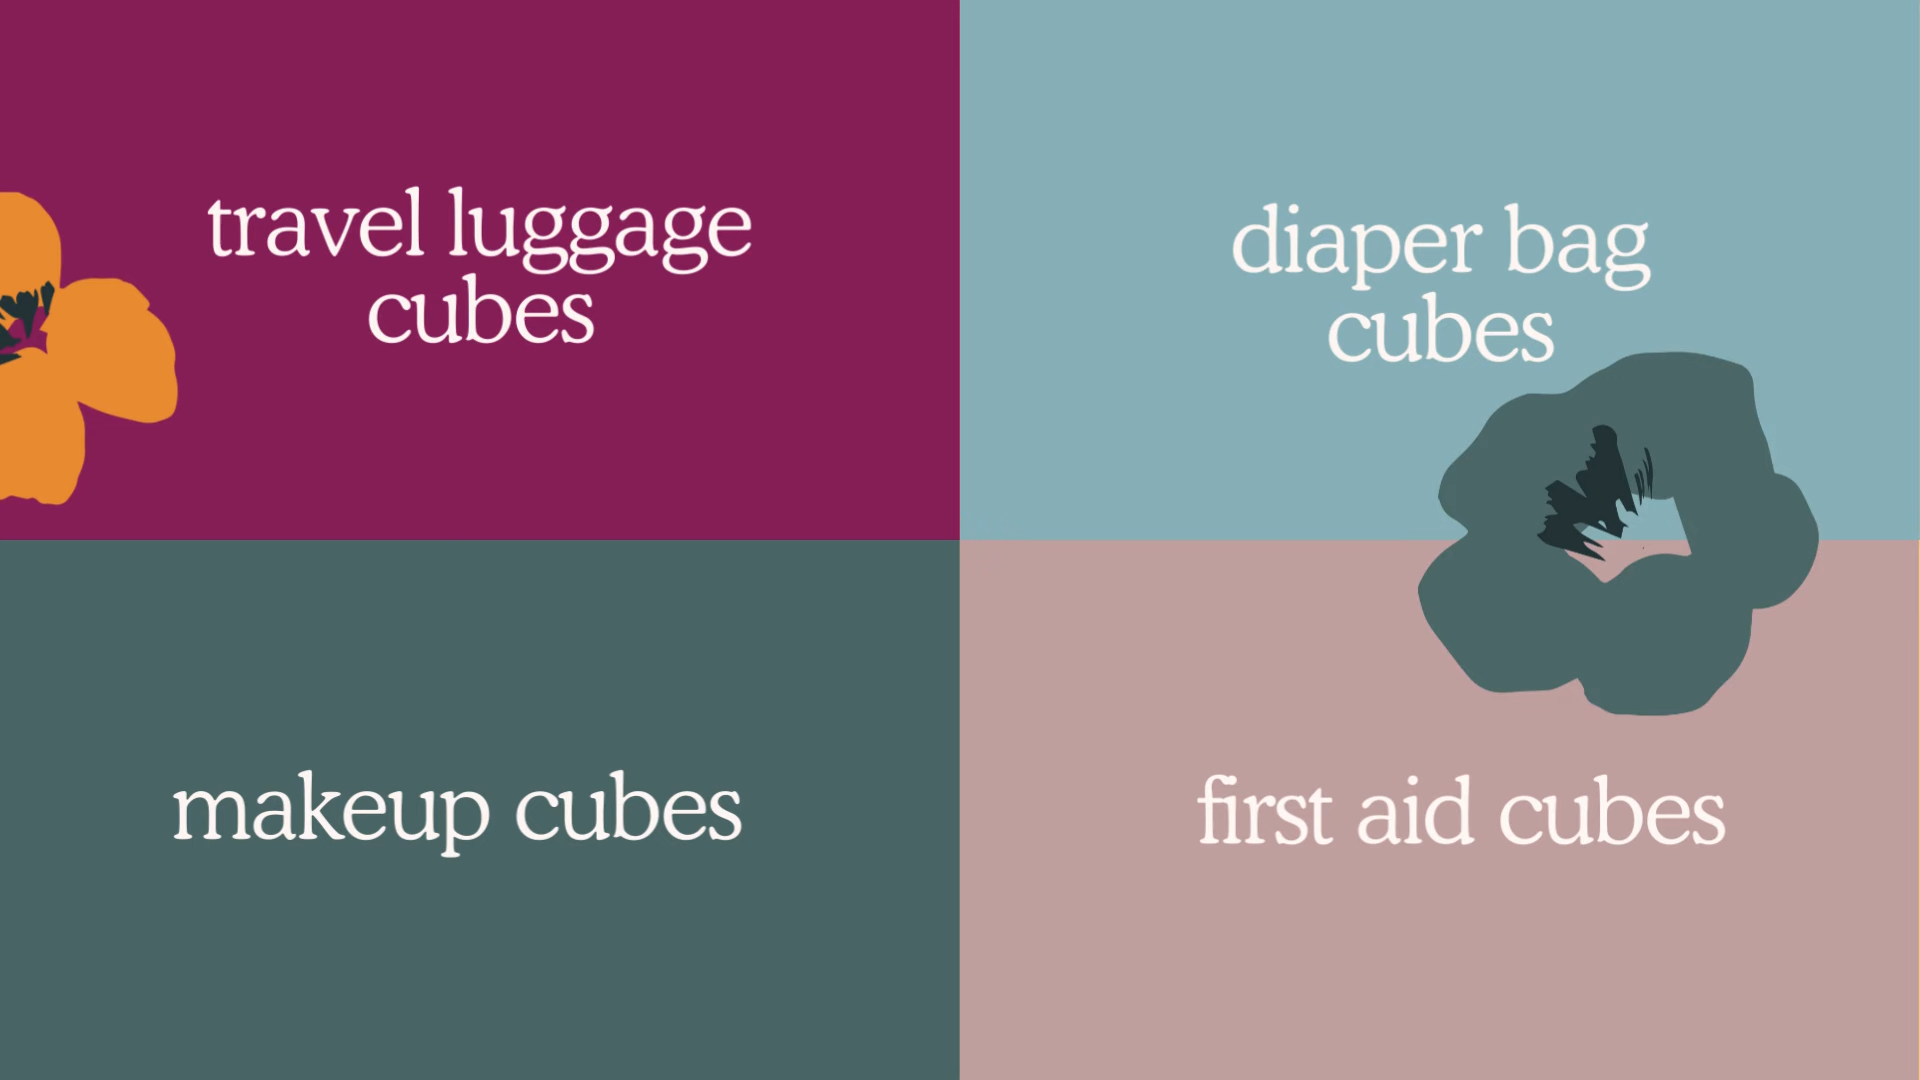 travel luggage
cubes
diaper bag
cubes
makeup cubes
first aid cubes